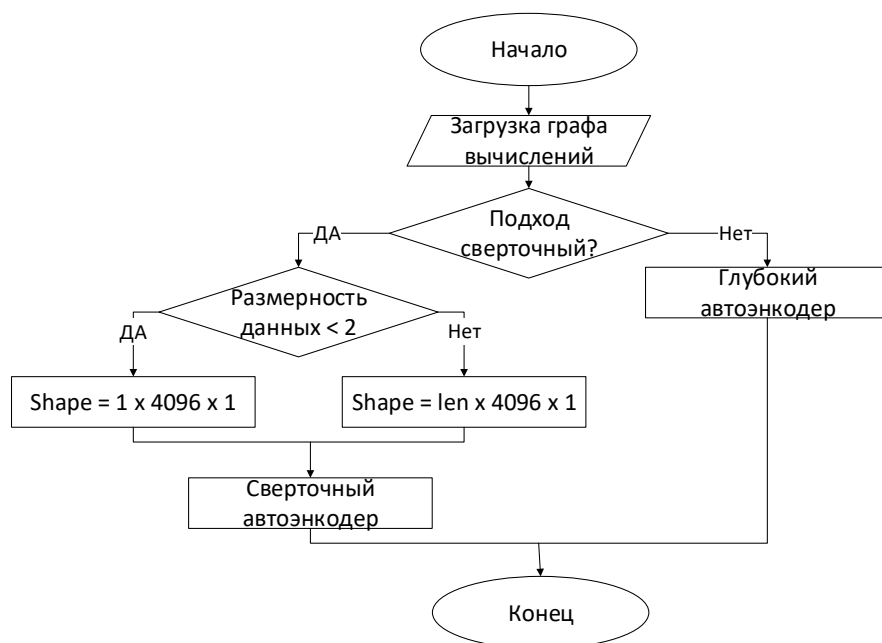 Начало
Загрузка графа
вычислений
Подход
сверточный?
ДА
Нет
Глубокий
автоэнкодер
Размерность
данных < 2
ДА
Нет
Shape = 1 x 4096 x 1
Shape = len x 4096 x 1
Сверточный
автоэнкодер
Конец